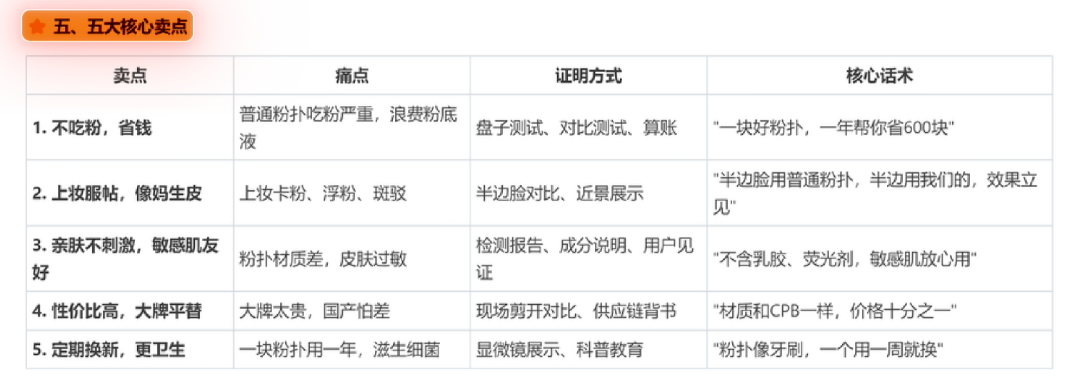 五、五大核心卖点
卖点 痛点 证明方式 核心话术
1. 不吃粉，省钱 普通粉扑吃粉严重，浪费粉底液 盘子测试、对比测试、算账 "一块好粉扑，一年帮你省600块"
2. 上妆服帖，像妈生皮 上妆卡粉、浮粉、斑驳 半边脸对比、近景展示 "半边脸用普通粉扑，半边用我们的，效果立见"
3. 亲肤不刺激，敏感肌友好 粉扑材质差，皮肤过敏 检测报告、成分说明、用户见证 "不含乳胶、荧光剂，敏感肌放心用"
4. 性价比高，大牌平替 大牌太贵，国产怕差 现场剪开对比、供应链背书 "材质和CPB一样，价格十分之一"
5. 定期换新，更卫生 一块粉扑用一年，滋生细菌 显微镜展示、科普教育 "粉扑像牙刷，一个用一周就换"